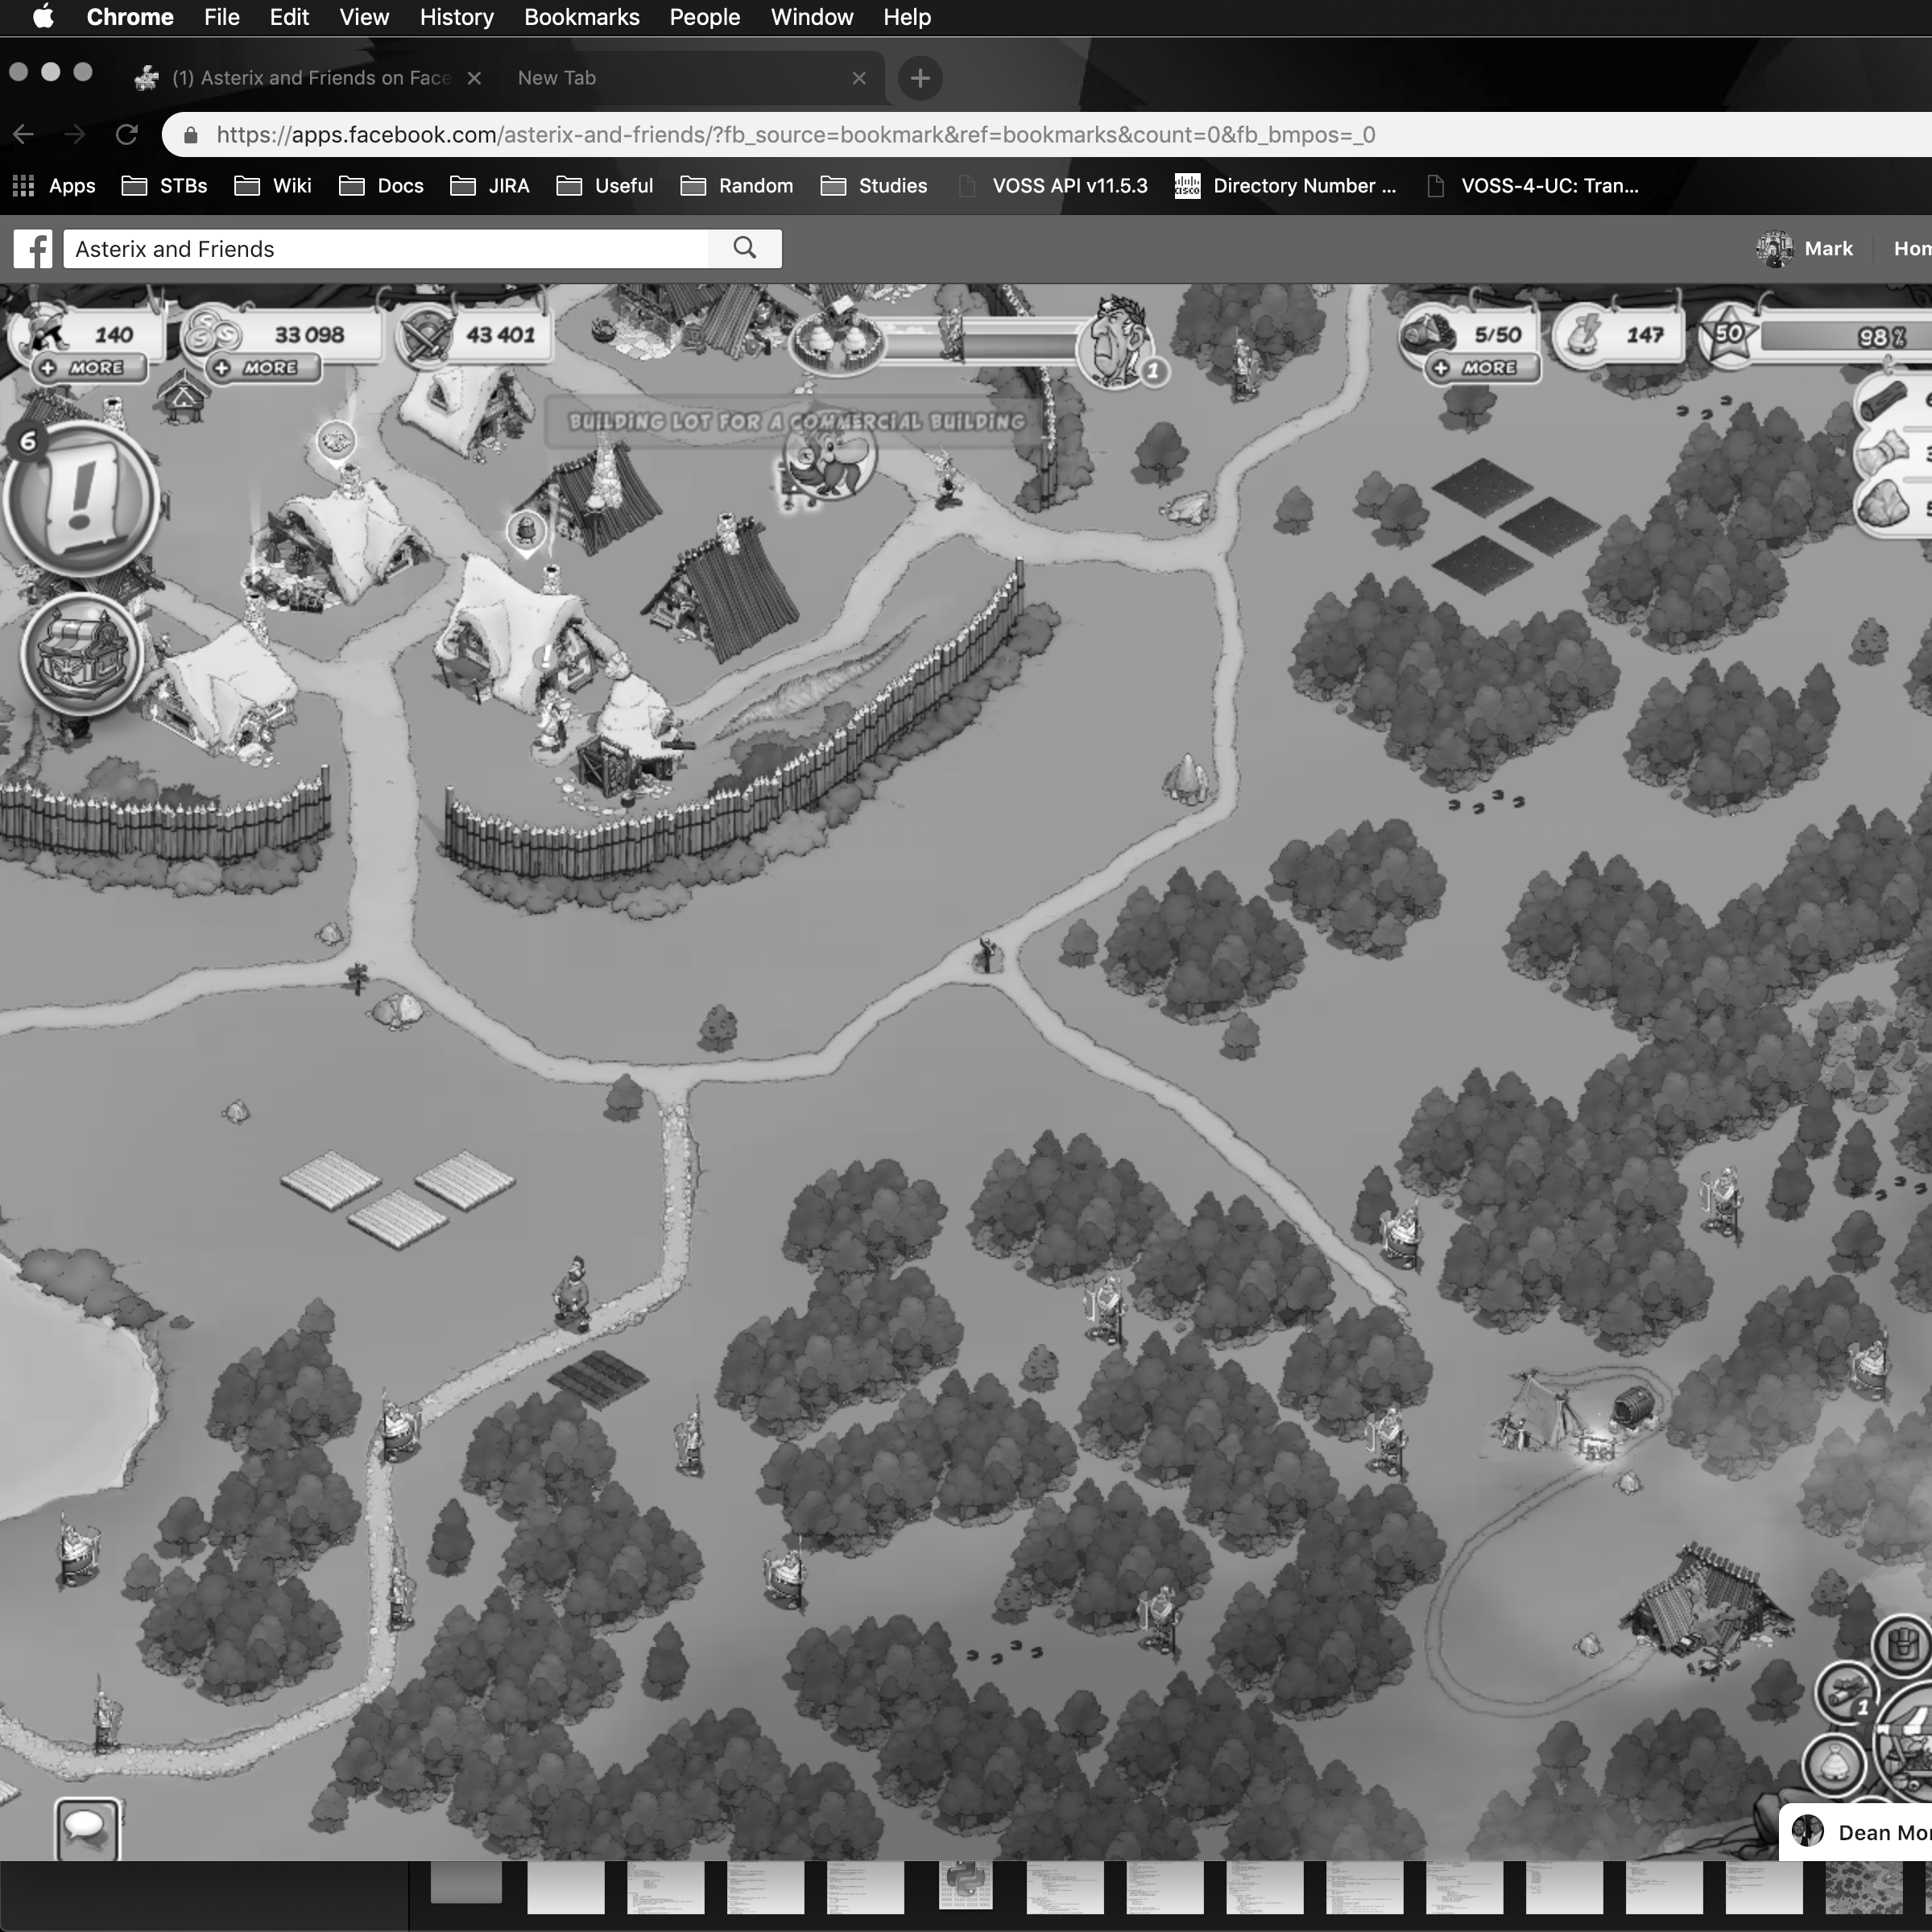 Chrome File Edit View History Bookmarks People Window Help
(1) Asterix and Friends on Face
New Tab
https://apps.facebook.com/asterix-and-friends/?fb_source=bookmark&ref=bookmarks&count=0&fb_bmpos=_0
Apps STBs Wiki Docs JIRA Useful Random Studies VOSS API v11.5.3 Directory Number ... VOSS-4-UC: Tran...
Asterix and Friends
Mark Hom
140 33 098 43 401 1 5/50 147 50 98%
+ MORE + MORE + MORE
BUILDING LOT FOR A COMMERCIAL BUILDING
6
1
Dean Mor